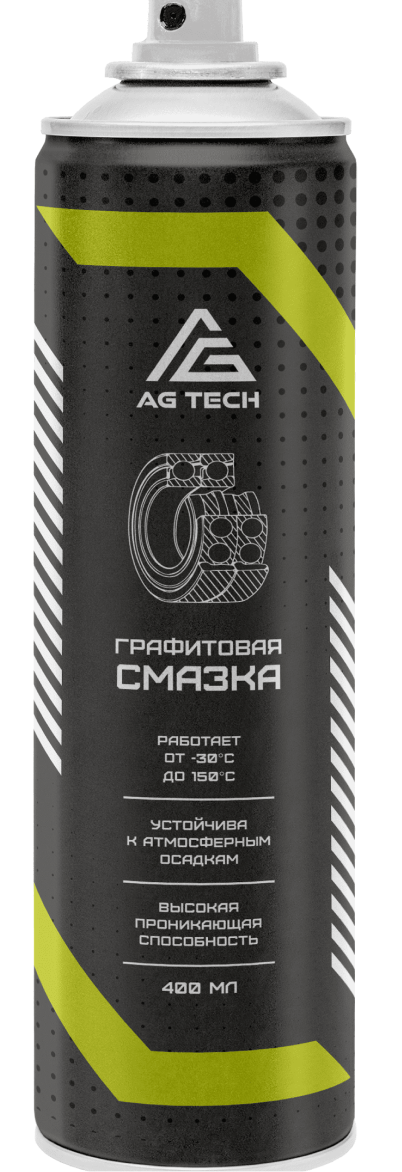 AG TECH
ГРАФИТОВАЯ
СМАЗКА
РАБОТАЕТ
ОТ -30°С
ДО 150°С
УСТОЙЧИВА
К АТМОСФЕРНЫМ
ОСАДКАМ
ВЫСОКАЯ
ПРОНИКАЮЩАЯ
СПОСОБНОСТЬ
400 МЛ